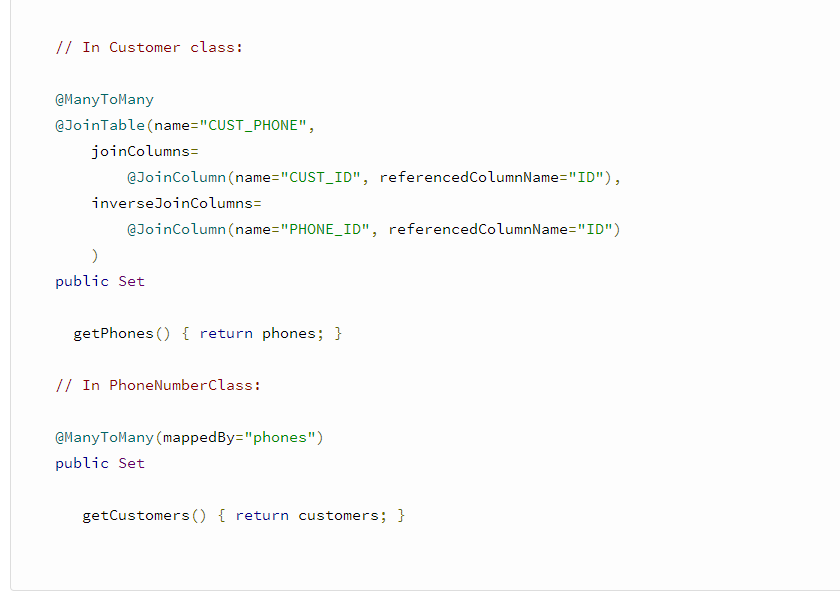 // In Customer class:
@ManyToMany
@JoinTable(name="CUST_PHONE",
joinColumns=
@JoinColumn(name="CUST_ID", referencedColumnName="ID"),
inverseJoinColumns=
@JoinColumn(name="PHONE_ID", referencedColumnName="ID")
)
public Set
getPhones() { return phones; }
// In PhoneNumberClass:
@ManyToMany(mappedBy="phones")
public Set
getCustomers() { return customers; }